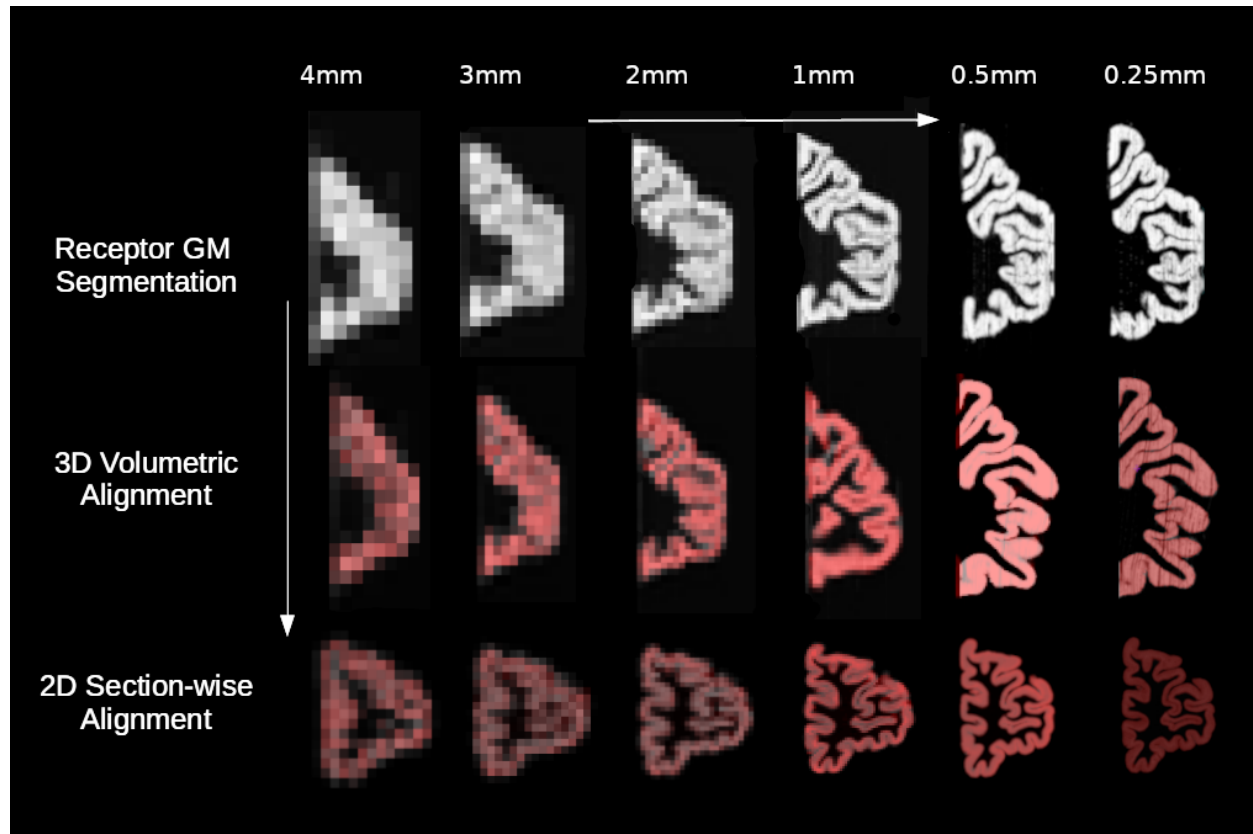 4mm 3mm 2mm 1mm 0.5mm 0.25mm
Receptor GM
Segmentation
3D Volumetric
Alignment
2D Section-wise
Alignment